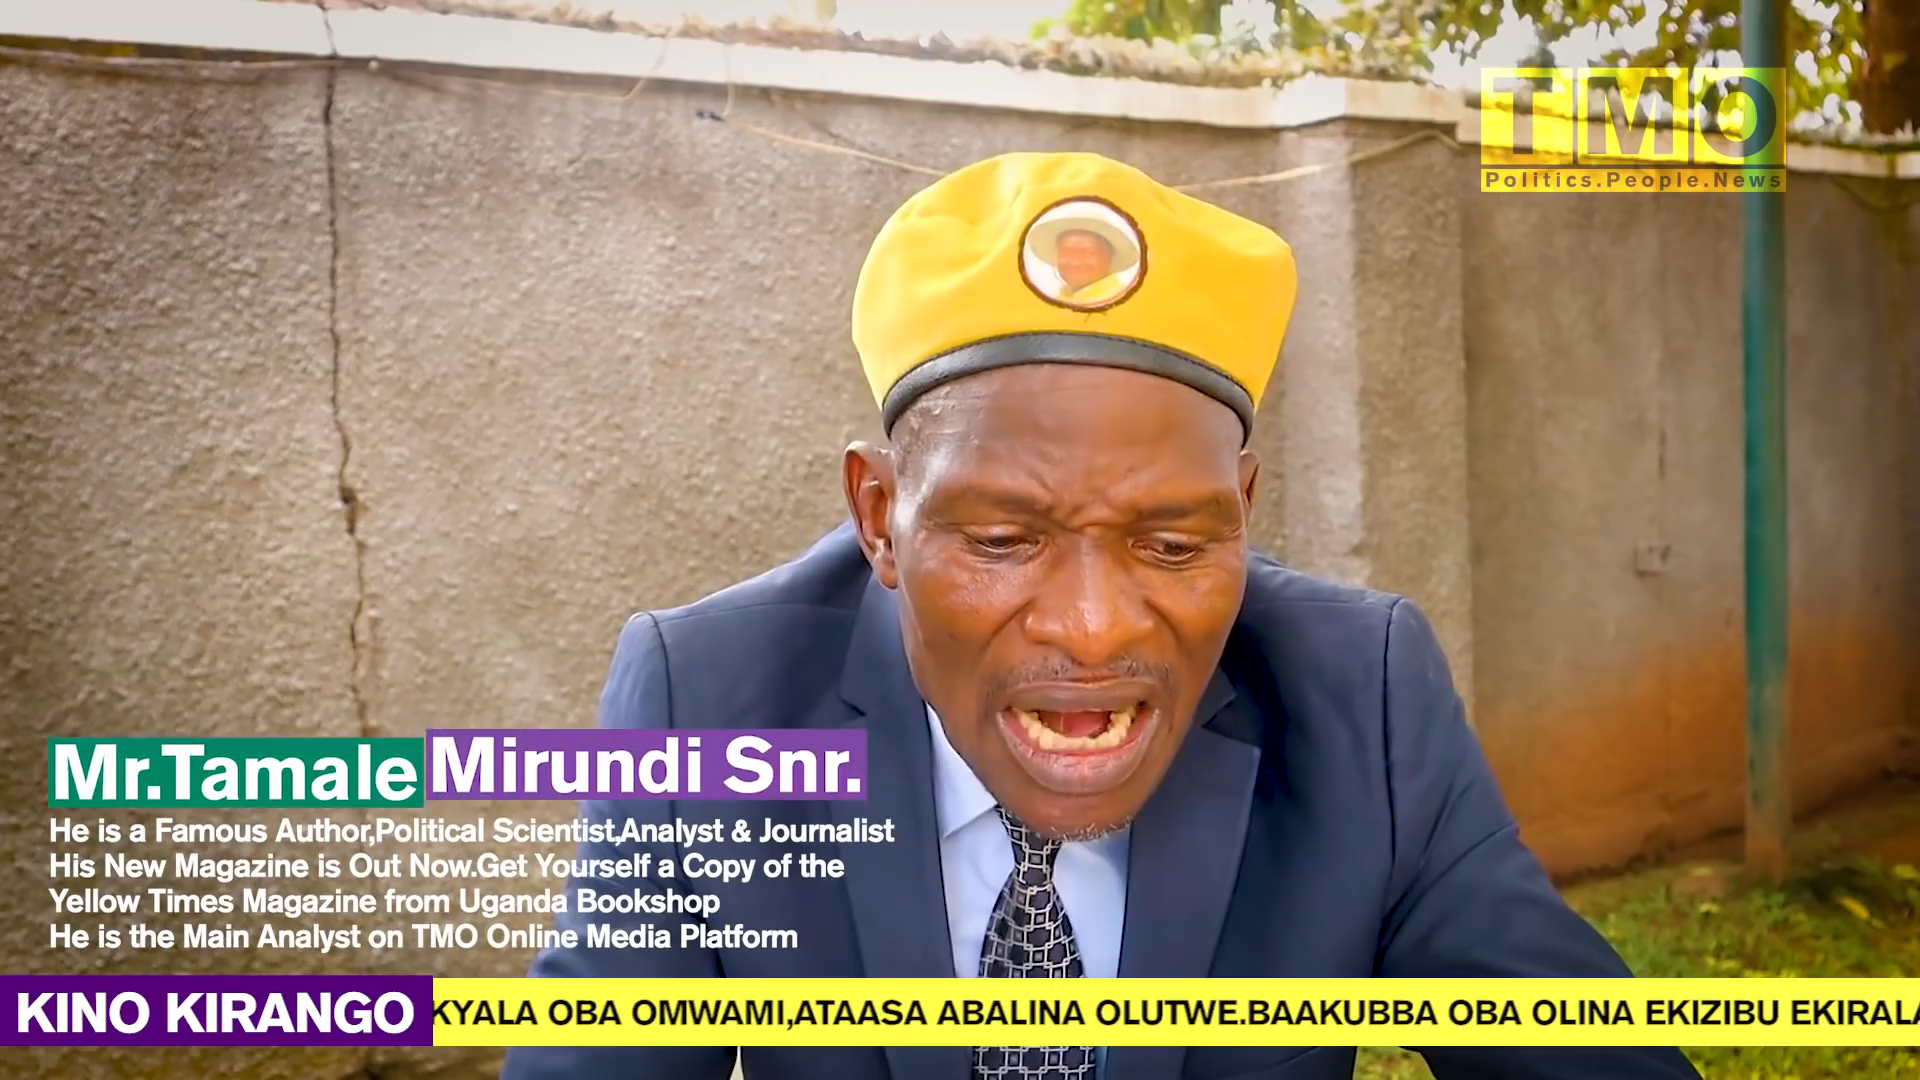 TMO
Politics.People.News
Mr.Tamale Mirundi Snr.
He is a Famous Author,Political Scientist,Analyst & Journalist
His New Magazine is Out Now.Get Yourself a Copy of the
Yellow Times Magazine from Uganda Bookshop
He is the Main Analyst on TMO Online Media Platform
KINO KIRANGO KYALA OBA OMWAMI,ATAASA ABALINA OLUTWE.BAAKUBBA OBA OLINA EKIZIBU EKIRALA